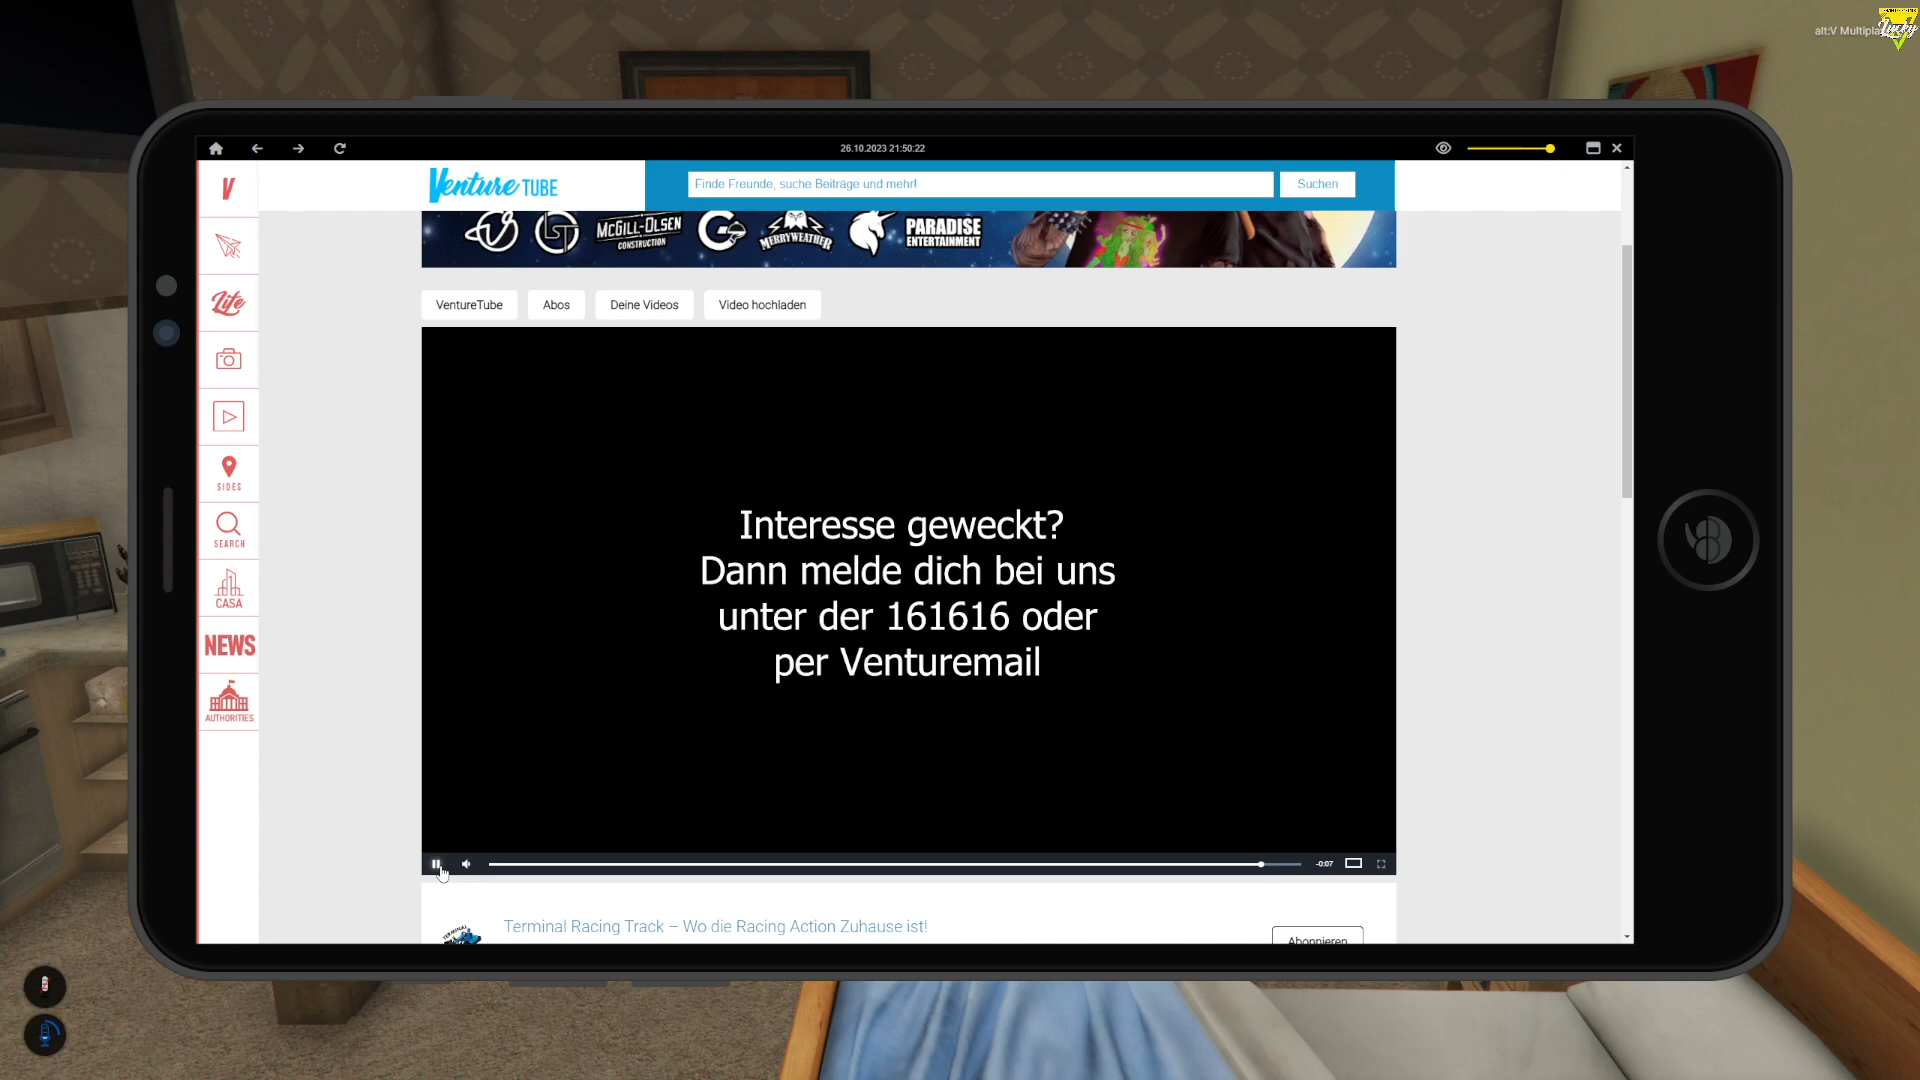 alt:V Multipla
Lucky
26.10.2023 21:50:22
Venture TUBE
Finde Freunde, suche Beiträge und mehr!
Suchen
McGILL-OLSEN
CONSTRUCTION
MERRYWEATHER
PARADISE
ENTERTAINMENT
Life
SIDES
SEARCH
CASA
NEWS
AUTHORITIES
VentureTube
Abos
Deine Videos
Video hochladen
Interesse geweckt?
Dann melde dich bei uns
unter der 161616 oder
per Venturemail
-0:07
TERMINAL
Terminal Racing Track – Wo die Racing Action Zuhause ist!
Abonnieren